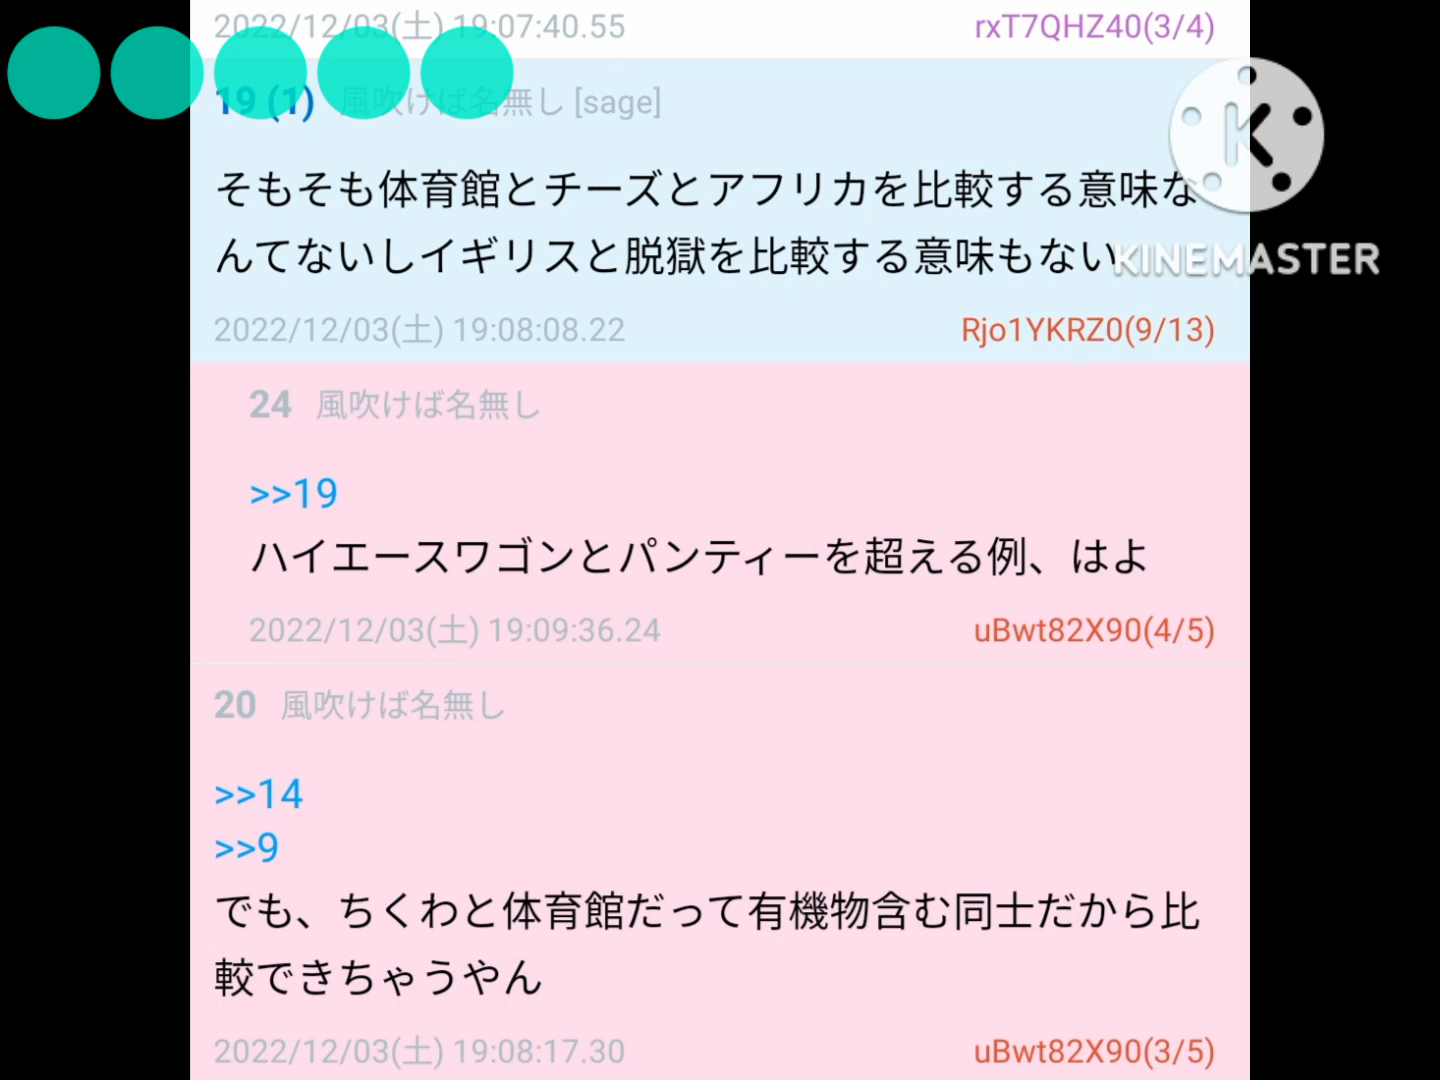 2022/12/03(土) 19:07:40.55 rxT7QHZ40(3/4)
19 (1) 風吹けば名無し [sage]
そもそも体育館とチーズとアフリカを比較する意味な
んてないしイギリスと脱獄を比較する意味もない
KINEMASTER
2022/12/03(土) 19:08:08.22 Rjo1YKRZ0(9/13)
24 風吹けば名無し
>>19
ハイエースワゴンとパンティーを超える例、はよ
2022/12/03(土) 19:09:36.24 uBwt82X90(4/5)
20 風吹けば名無し
>>14
>>9
でも、ちくわと体育館だって有機物含む同士だから比
較できちゃうやん
2022/12/03(土) 19:08:17.30 uBwt82X90(3/5)